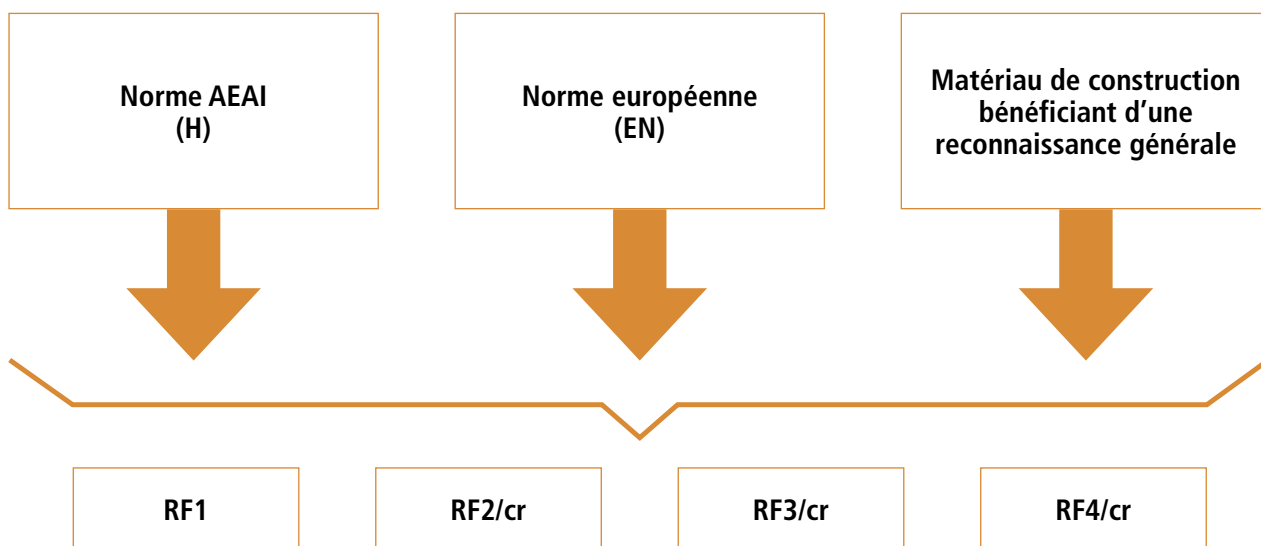 Norme AEAI
(H)
Norme européenne
(EN)
Matériau de construction
bénéficiant d’une
reconnaissance générale
RF1
RF2/cr
RF3/cr
RF4/cr